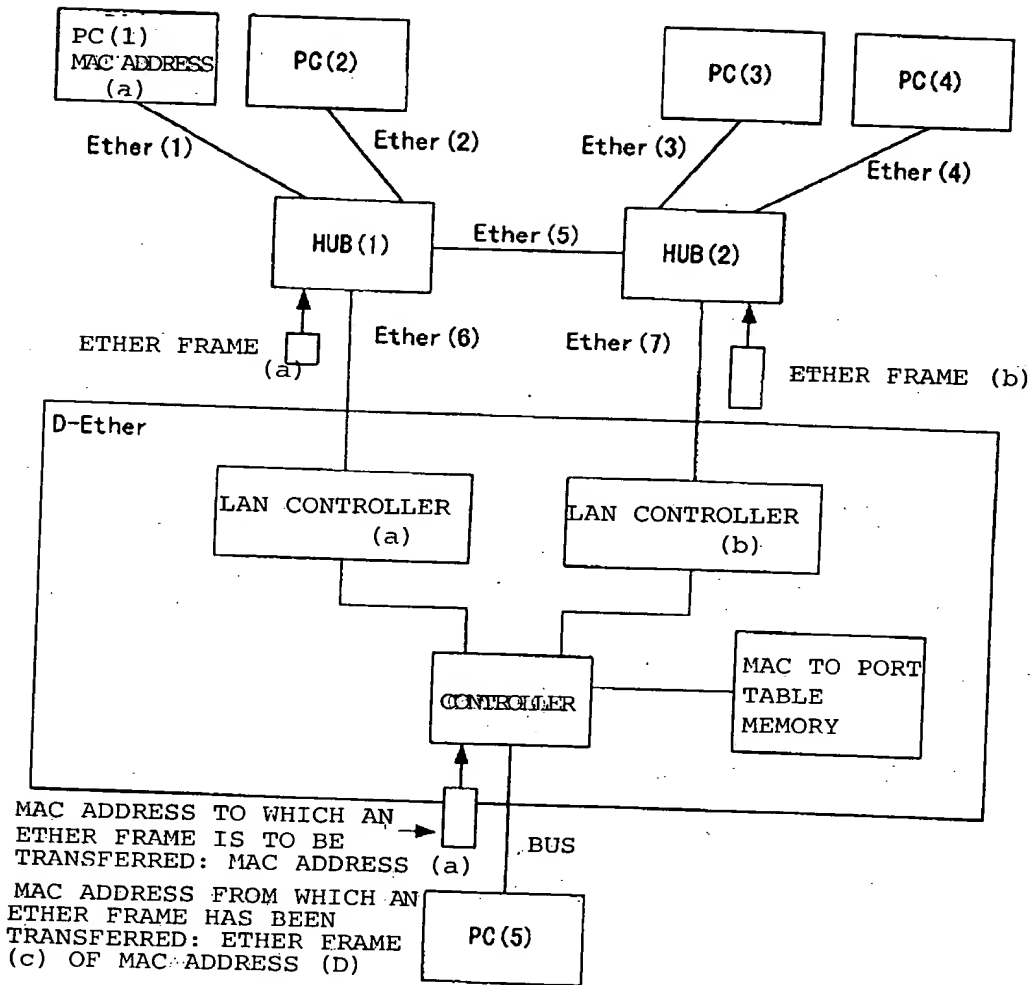 PC(1)
MAC ADDRESS
(a)
PC(2)
PC(3)
PC(4)
Ether(1)
Ether(2)
Ether(3)
Ether(4)
HUB(1)
Ether(5)
HUB(2)
ETHER FRAME
(a)
Ether(6)
Ether(7)
ETHER FRAME (b)
D-Ether
LAN CONTROLLER
(a)
LAN CONTROLLER
(b)
CONTROLLER
MAC TO PORT
TABLE
MEMORY
MAC ADDRESS TO WHICH AN
ETHER FRAME IS TO BE
TRANSFERRED: MAC ADDRESS (a)
BUS
MAC ADDRESS FROM WHICH AN
ETHER FRAME HAS BEEN
TRANSFERRED: ETHER FRAME
(c) OF MAC ADDRESS (D)
PC(5)